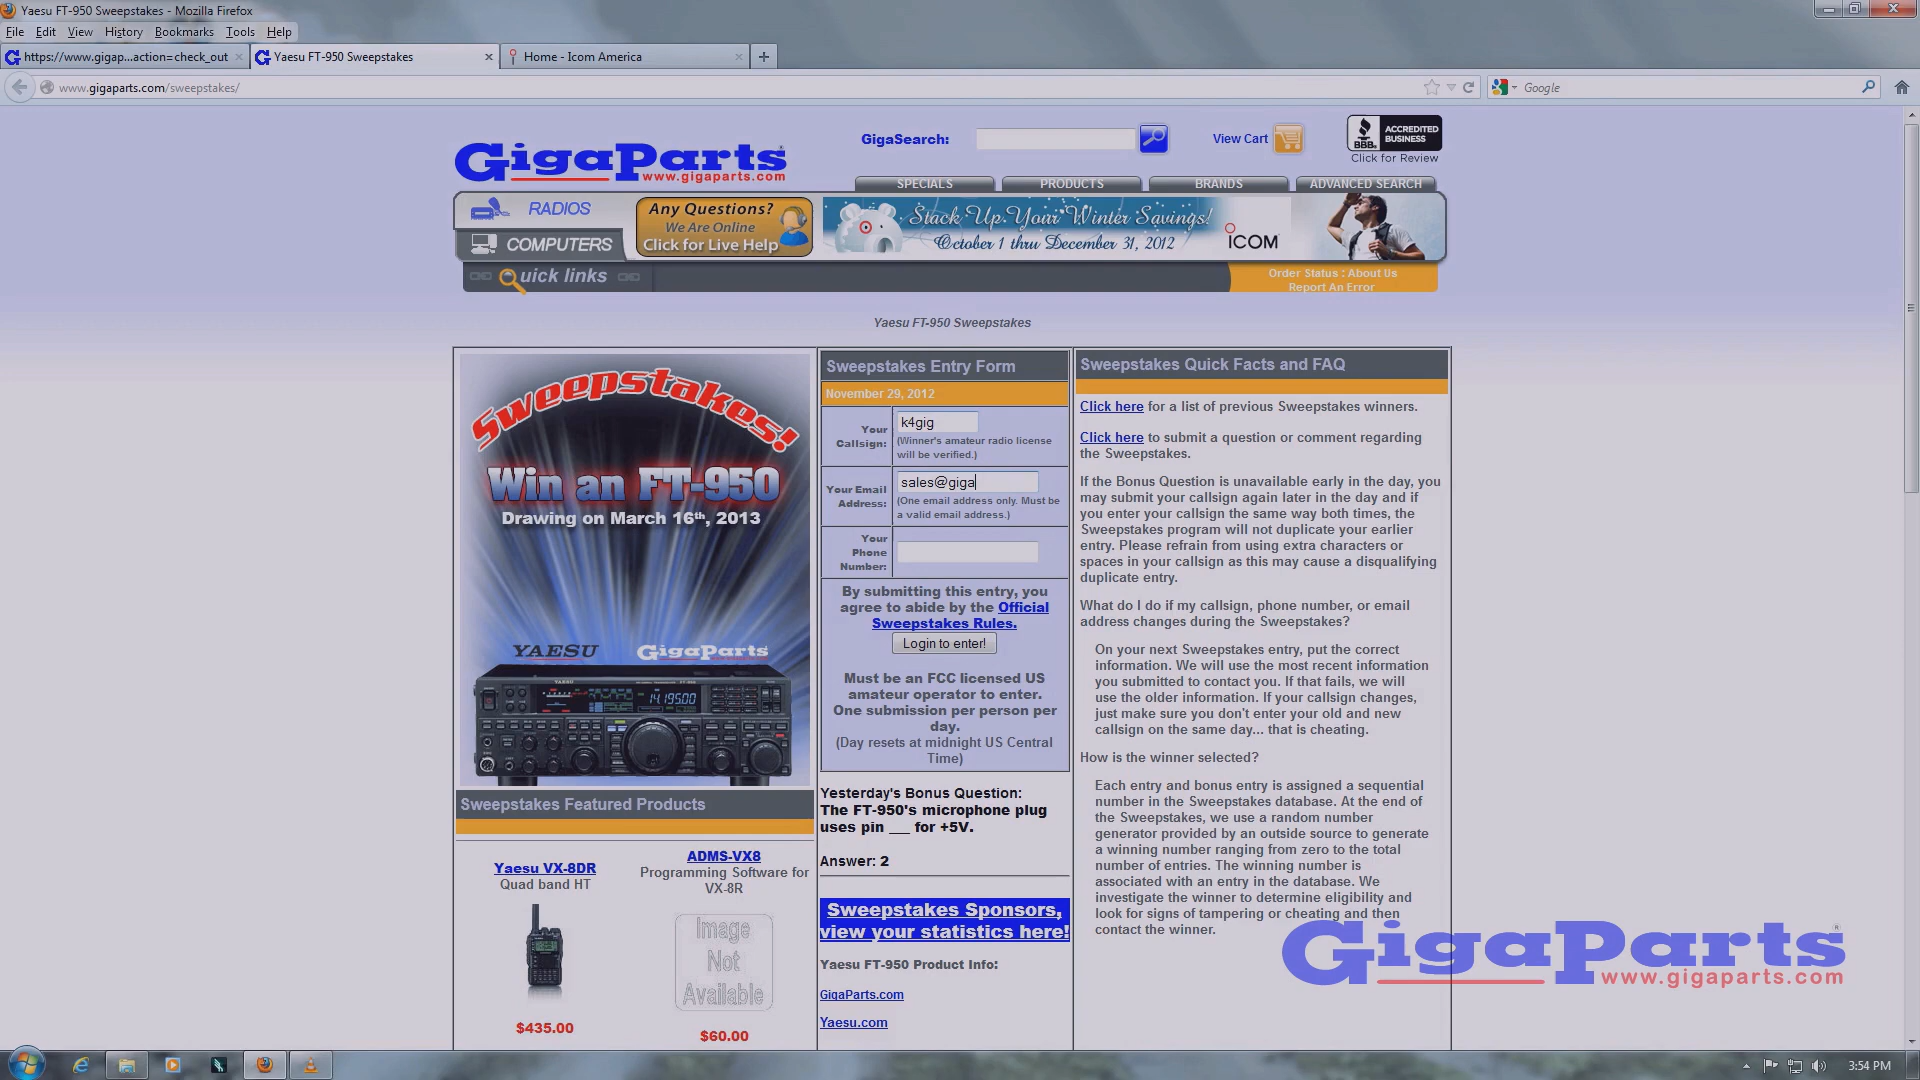 Yaesu FT-950 Sweepstakes - Mozilla Firefox
File Edit View History Bookmarks Tools Help
https://www.gigap...action=check_out
Yaesu FT-950 Sweepstakes
Home - Icom America
www.gigaparts.com/sweepstakes/
Google
GigaParts
www.gigaparts.com
GigaSearch:
View Cart
BBB.
ACCREDITED
BUSINESS
Click for Review
SPECIALS
PRODUCTS
BRANDS
ADVANCED SEARCH
RADIOS
COMPUTERS
Any Questions?
We Are Online
Click for Live Help
Stack Up Your Winter Savings!
October 1 thru December 31, 2012
ICOM
uick links
Order Status : About Us
Report An Error
Yaesu FT-950 Sweepstakes
Sweepstakes!
Win an FT-950
Drawing on March 16th, 2013
YAESU
GigaParts
YAESU
14.195.00
Sweepstakes Featured Products
Yaesu VX-8DR
Quad band HT
$435.00
ADMS-VX8
Programming Software for
VX-8R
Image
Not
Available
$60.00
Sweepstakes Entry Form
November 29, 2012
Your
Callsign:
k4gig
(Winner's amateur radio license
will be verified.)
Your Email
Address:
sales@giga
(One email address only. Must be
a valid email address.)
Your
Phone
Number:
By submitting this entry, you
agree to abide by the Official
Sweepstakes Rules.
Login to enter!
Must be an FCC licensed US
amateur operator to enter.
One submission per person per
day.
(Day resets at midnight US Central
Time)
Yesterday's Bonus Question:
The FT-950's microphone plug
uses pin ___ for +5V.
Answer: 2
Sweepstakes Sponsors,
view your statistics here!
Yaesu FT-950 Product Info:
GigaParts.com
Yaesu.com
Sweepstakes Quick Facts and FAQ
Click here for a list of previous Sweepstakes winners.
Click here to submit a question or comment regarding
the Sweepstakes.
If the Bonus Question is unavailable early in the day, you
may submit your callsign again later in the day and if
you enter your callsign the same way both times, the
Sweepstakes program will not duplicate your earlier
entry. Please refrain from using extra characters or
spaces in your callsign as this may cause a disqualifying
duplicate entry.
What do I do if my callsign, phone number, or email
address changes during the Sweepstakes?
On your next Sweepstakes entry, put the correct
information. We will use the most recent information
you submitted to contact you. If that fails, we will
use the older information. If your callsign changes,
just make sure you don't enter your old and new
callsign on the same day... that is cheating.
How is the winner selected?
Each entry and bonus entry is assigned a sequential
number in the Sweepstakes database. At the end of
the Sweepstakes, we use a random number
generator provided by an outside source to generate
a winning number ranging from zero to the total
number of entries. The winning number is
associated with an entry in the database. We
investigate the winner to determine eligibility and
look for signs of tampering or cheating and then
contact the winner.
GigaParts
www.gigaparts.com
3:54 PM